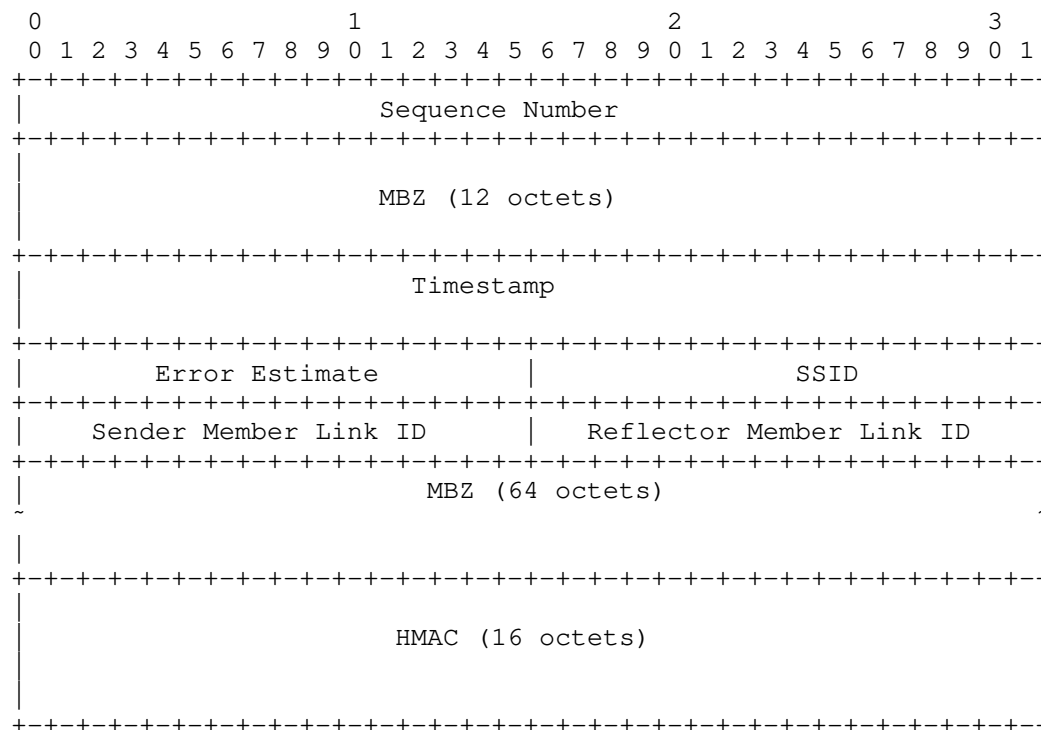 0                   1                   2                   3
 0 1 2 3 4 5 6 7 8 9 0 1 2 3 4 5 6 7 8 9 0 1 2 3 4 5 6 7 8 9 0 1
+-+-+-+-+-+-+-+-+-+-+-+-+-+-+-+-+-+-+-+-+-+-+-+-+-+-+-+-+-+-+-+--
|                      Sequence Number
+-+-+-+-+-+-+-+-+-+-+-+-+-+-+-+-+-+-+-+-+-+-+-+-+-+-+-+-+-+-+-+--
|
|                      MBZ (12 octets)
|
+-+-+-+-+-+-+-+-+-+-+-+-+-+-+-+-+-+-+-+-+-+-+-+-+-+-+-+-+-+-+-+--
|                        Timestamp
|
+-+-+-+-+-+-+-+-+-+-+-+-+-+-+-+-+-+-+-+-+-+-+-+-+-+-+-+-+-+-+-+--
|        Error Estimate         |                SSID
+-+-+-+-+-+-+-+-+-+-+-+-+-+-+-+-+-+-+-+-+-+-+-+-+-+-+-+-+-+-+-+--
|    Sender Member Link ID      |   Reflector Member Link ID
+-+-+-+-+-+-+-+-+-+-+-+-+-+-+-+-+-+-+-+-+-+-+-+-+-+-+-+-+-+-+-+--
|                         MBZ (64 octets)
~                                                               ~
|
+-+-+-+-+-+-+-+-+-+-+-+-+-+-+-+-+-+-+-+-+-+-+-+-+-+-+-+-+-+-+-+--
|
|                       HMAC (16 octets)
|
|
+-+-+-+-+-+-+-+-+-+-+-+-+-+-+-+-+-+-+-+-+-+-+-+-+-+-+-+-+-+-+-+--